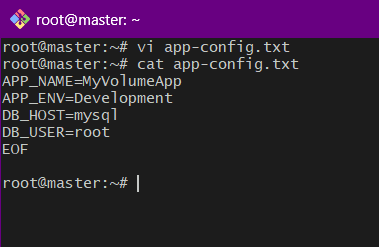 root@master:~
root@master:~# vi app-config.txt
root@master:~# cat app-config.txt
APP_NAME=MyVolumeApp
APP_ENV=Development
DB_HOST=mysql
DB_USER=root
EOF
root@master:~#